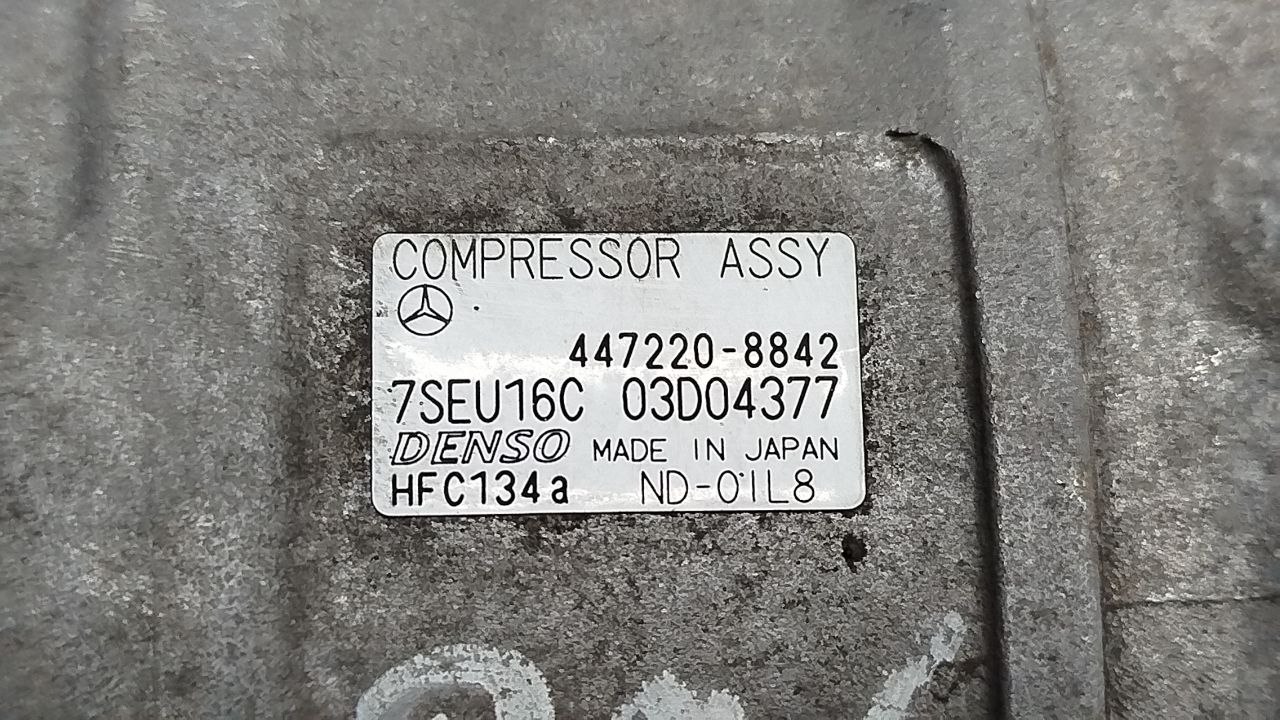 COMPRESSOR ASSY
447220-8842
7SEU16C 03D04377
DENSO MADE IN JAPAN
HFC134a ND-OIL8